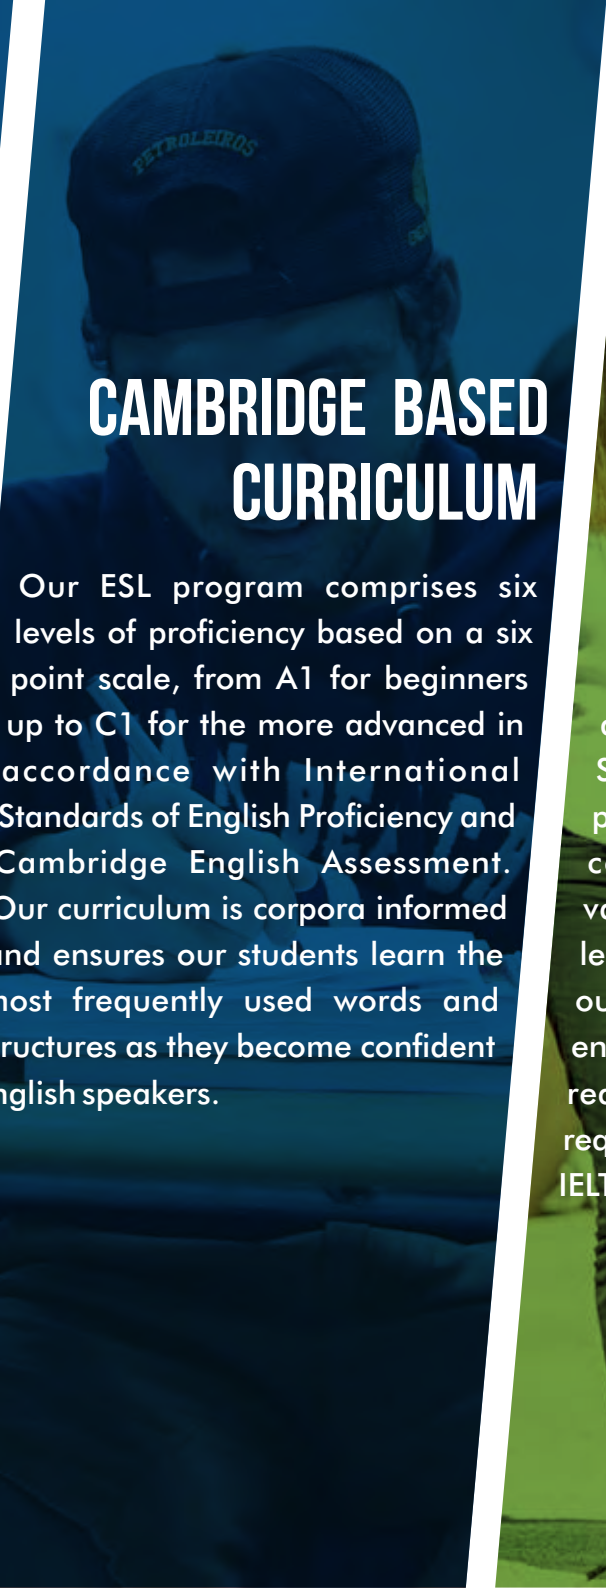 PETROLEIROS
CAMBRIDGE BASED
CURRICULUM
Our ESL program comprises six
levels of proficiency based on a six
point scale, from A1 for beginners
up to C1 for the more advanced in
accordance with International
Standards of English Proficiency and
Cambridge English Assessment.
Our curriculum is corpora informed
and ensures our students learn the
most frequently used words and
ructures as they become confident
nglish speakers.